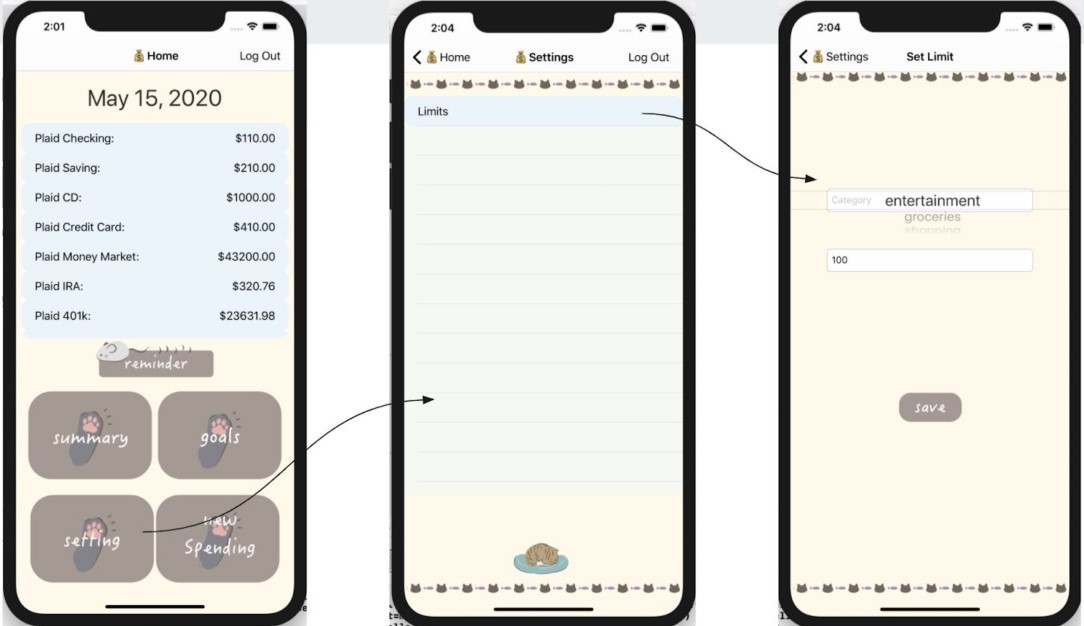 2:01
💰Home
Log Out
May 15, 2020
Plaid Checking: $110.00
Plaid Saving: $210.00
Plaid CD: $1000.00
Plaid Credit Card: $410.00
Plaid Money Market: $43200.00
Plaid IRA: $320.76
Plaid 401k: $23631.98
reminder
summary
goals
setting
new
Spending
2:04
💰Home
💰Settings
Log Out
Limits
2:04
💰Settings
Set Limit
Category
entertainment
groceries
shopping
100
save